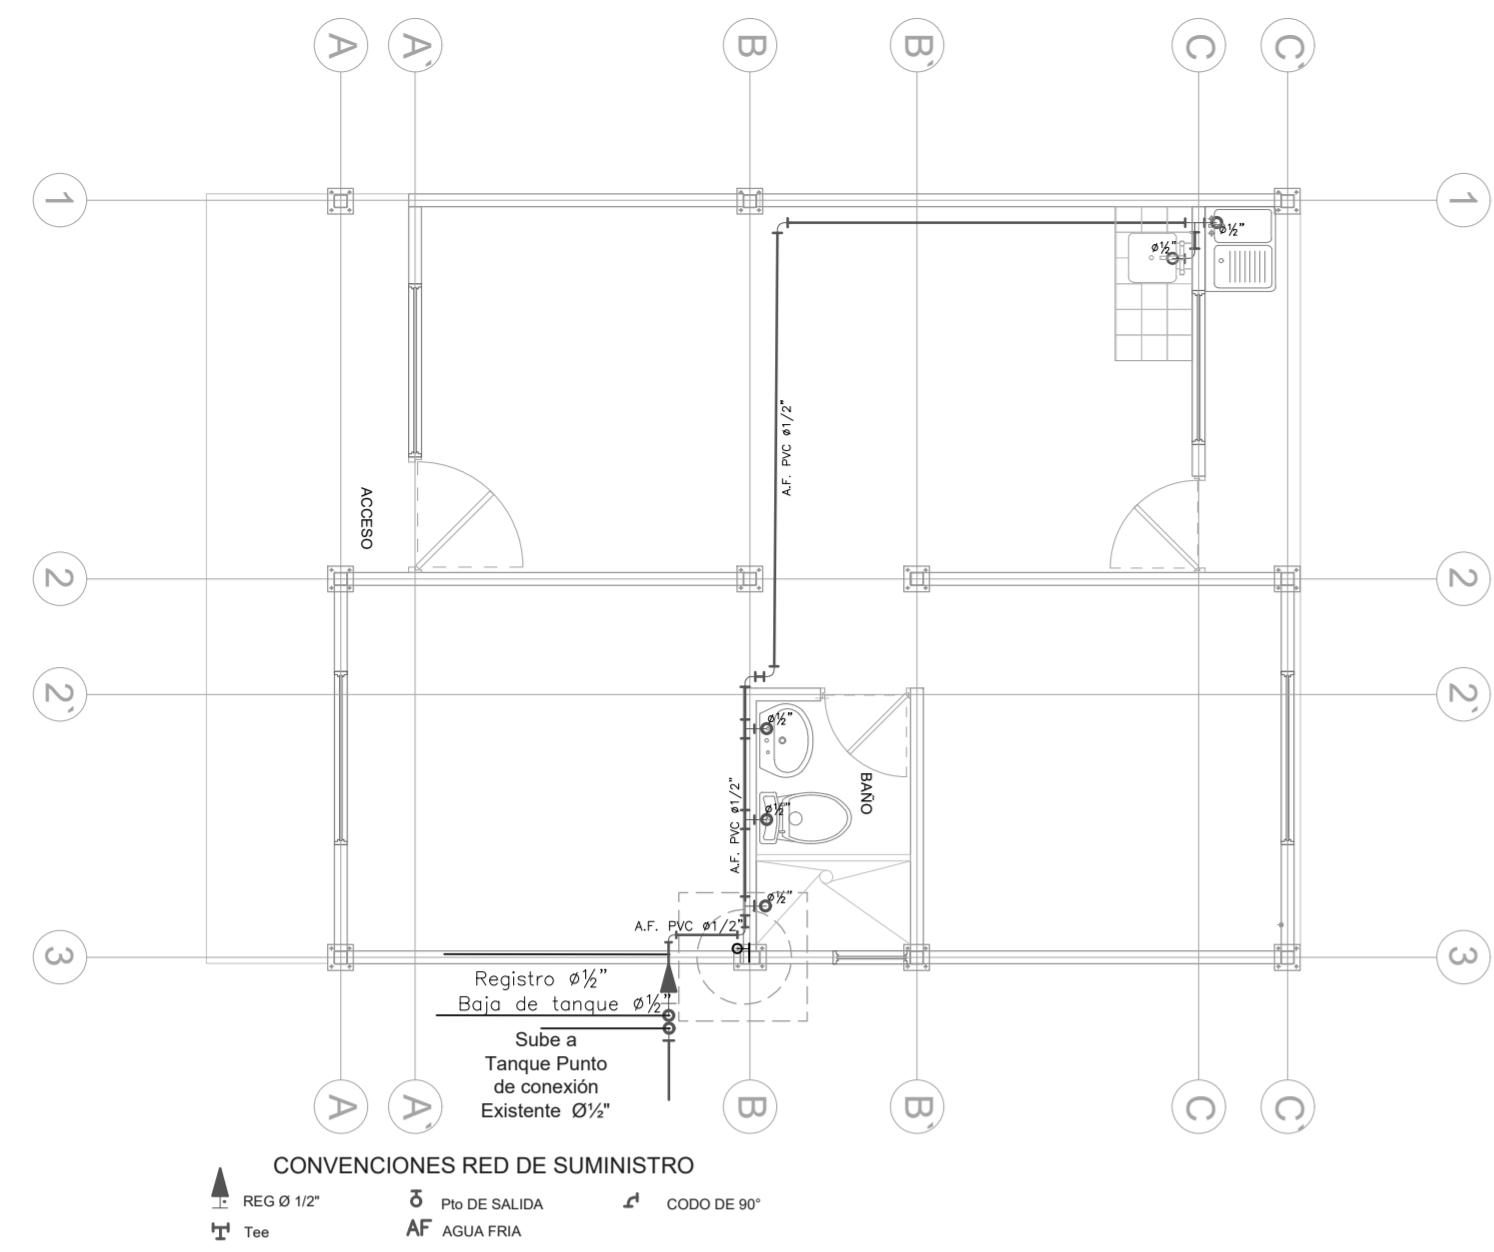 A A` B B` C C`
1 1
ø½"
ø½"
A.F. PVC ø1/2"
ACCESO
2 2
2` 2`
ø½"
A.F. PVC ø1/2"
BAÑO
ø½"
ø½"
A.F. PVC ø1/2"
3 3
Registro ø½"
Baja de tanque ø½"
Sube a
Tanque Punto
de conexión
Existente Ø½"
A A` B B` C C`
CONVENCIONES RED DE SUMINISTRO
REG Ø 1/2"
Pto DE SALIDA
CODO DE 90°
Tee
AF AGUA FRIA